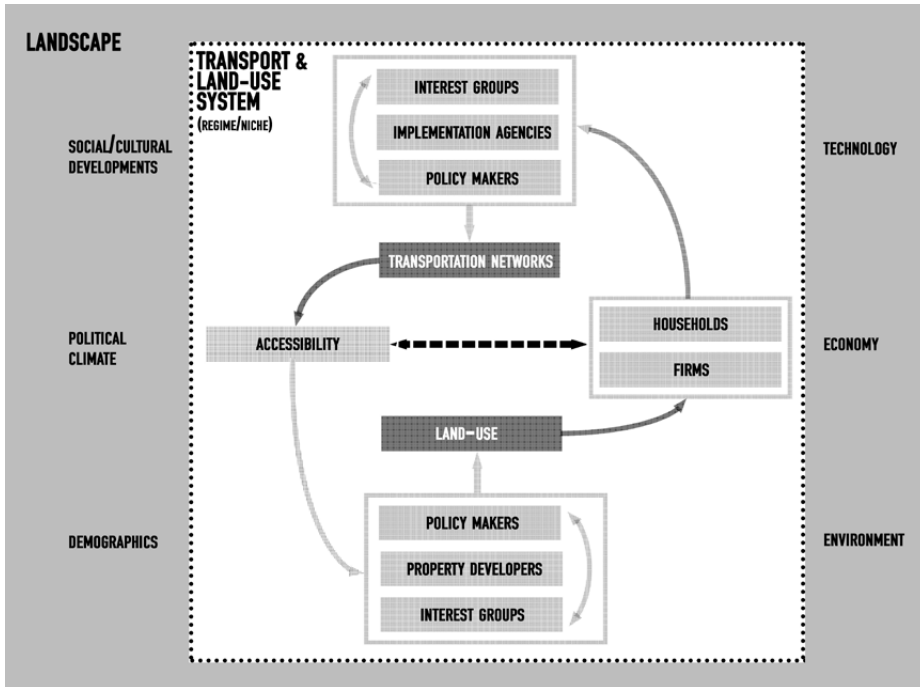 LANDSCAPE
TRANSPORT &
LAND-USE
SYSTEM
(REGIME/NICHE)
INTEREST GROUPS
IMPLEMENTATION AGENCIES
POLICY MAKERS
SOCIAL/CULTURAL
DEVELOPMENTS
TECHNOLOGY
TRANSPORTATION NETWORKS
HOUSEHOLDS
POLITICAL
CLIMATE
ACCESSIBILITY
ECONOMY
FIRMS
LAND-USE
POLICY MAKERS
DEMOGRAPHICS
PROPERTY DEVELOPERS
ENVIRONMENT
INTEREST GROUPS